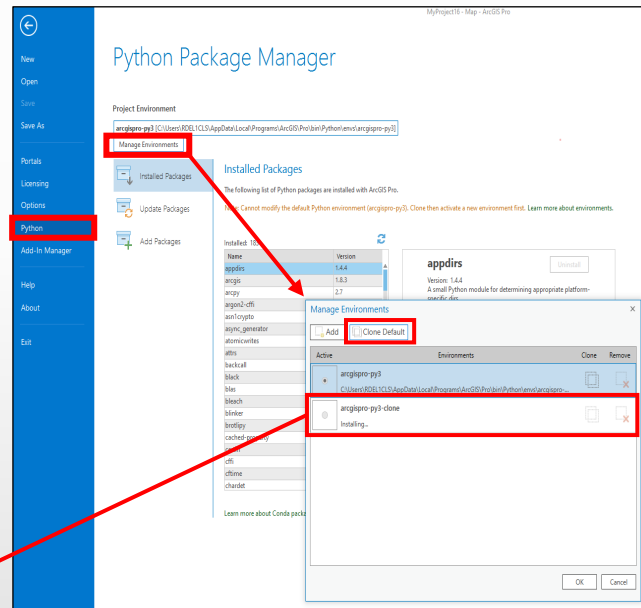 MyProject16 - Map - ArcGIS Pro
New
Open
Save
Save As
Portals
Licensing
Options
Python
Add-In Manager
Help
About
Exit
Python Package Manager
Project Environment
arcgispro-py3 [C:\Users\RDEL1CLS\AppData\Local\Programs\ArcGIS\Pro\bin\Python\envs\arcgispro-py3]
Manage Environments
Installed Packages
Update Packages
Add Packages
Installed Packages
The following list of Python packages are installed with ArcGIS Pro.
Note: Cannot modify the default Python environment (arcgispro-py3). Clone then activate a new environment first. Learn more about environments.
Installed:
Name Version
appdirs 1.4.4
arcgis 1.8.3
arcpy 2.7
argon2-cffi
asn1crypto
async_generator
atomicwrites
attrs
backcall
black
blas
bleach
blinker
brotlipy
cached-property
cffi
cftime
chardet
Learn more about Conda
appdirs
Uninstall
Version: 1.4.4
A small Python module for determining appropriate platform-
specific dirs.
Manage Environments
Add Clone Default
Active Environments Clone Remove
arcgispro-py3
C:\Users\RDEL1CLS\AppData\Local\Programs\ArcGIS\Pro\bin\Python\envs\arcgispro-...
arcgispro-py3-clone
Installing...
OK Cancel